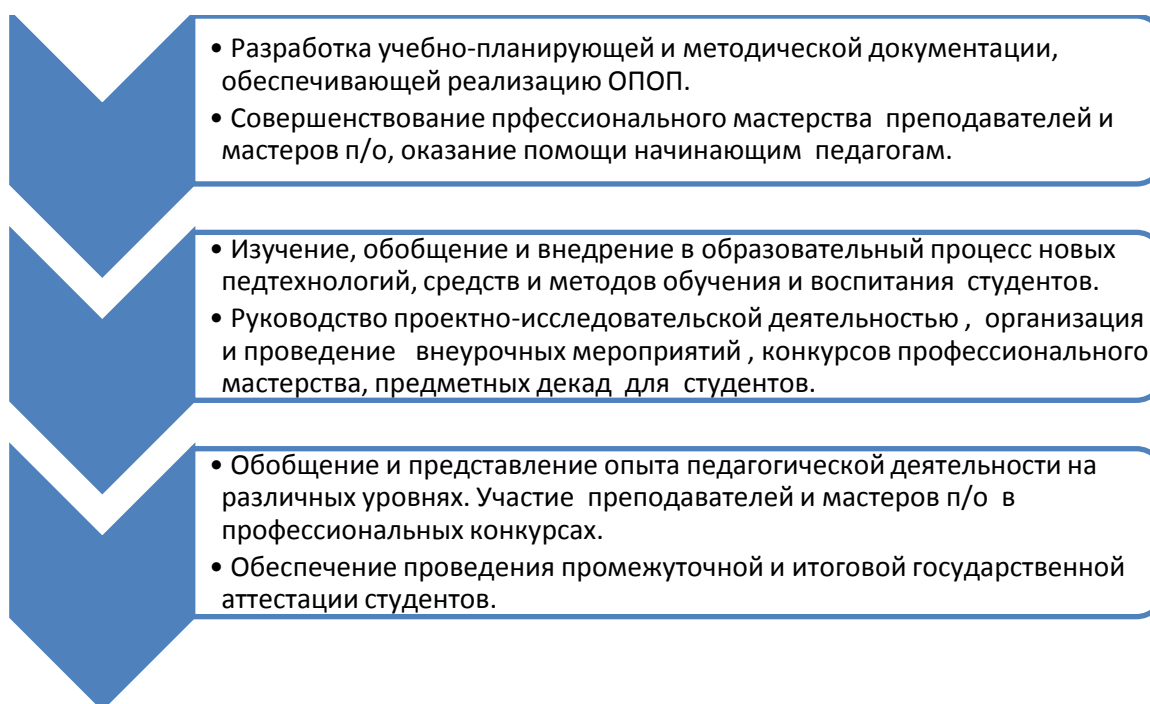 • Разработка учебно-планирующей и методической документации,
обеспечивающей реализацию ОПОП.
• Совершенствование прфессионального мастерства преподавателей и
мастеров п/о, оказание помощи начинающим педагогам.
• Изучение, обобщение и внедрение в образовательный процесс новых
педтехнологий, средств и методов обучения и воспитания студентов.
• Руководство проектно-исследовательской деятельностью , организация
и проведение внеурочных мероприятий , конкурсов профессионального
мастерства, предметных декад для студентов.
• Обобщение и представление опыта педагогической деятельности на
различных уровнях. Участие преподавателей и мастеров п/о в
профессиональных конкурсах.
• Обеспечение проведения промежуточной и итоговой государственной
аттестации студентов.